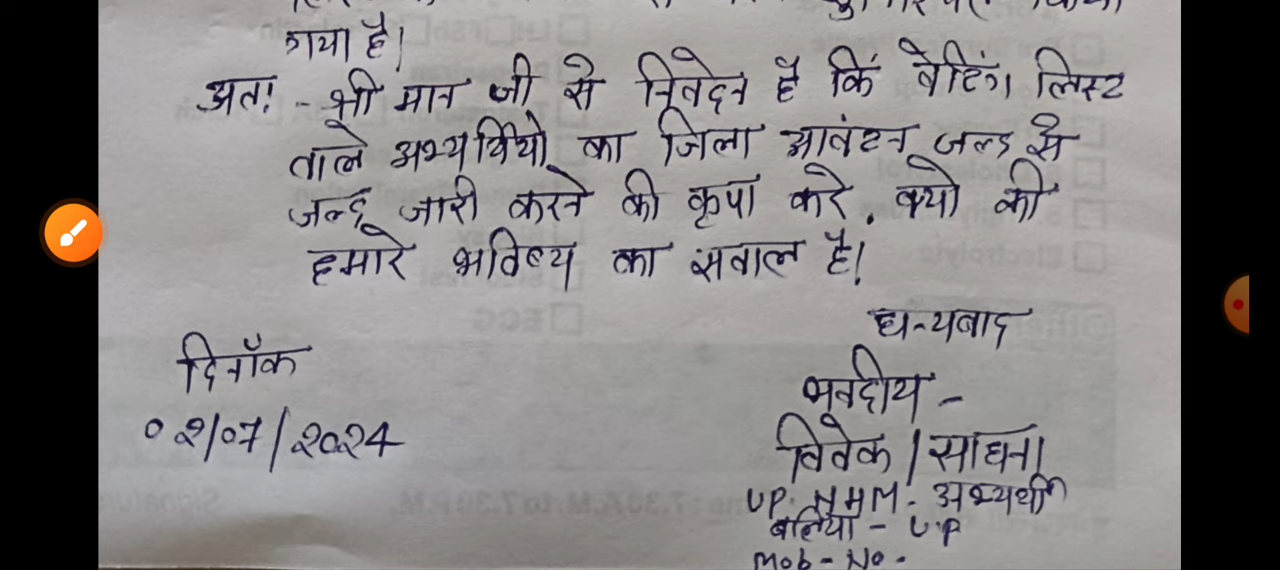 गया है।
अतः - श्री मान जी से निवेदन है कि वेटिंग लिस्ट
वाले अभ्यर्थियो का जिला आवंटन जल्द से
जल्द जारी करने की कृपा करे. क्यो की
हमारे भविष्य का सवाल है।
धन्यबाद
दिनाँक
भवदीय -
02/07/2024
विवेक / साधना
UP. NHM. अभ्यर्थी
बलिया - U.P
Mob - No -